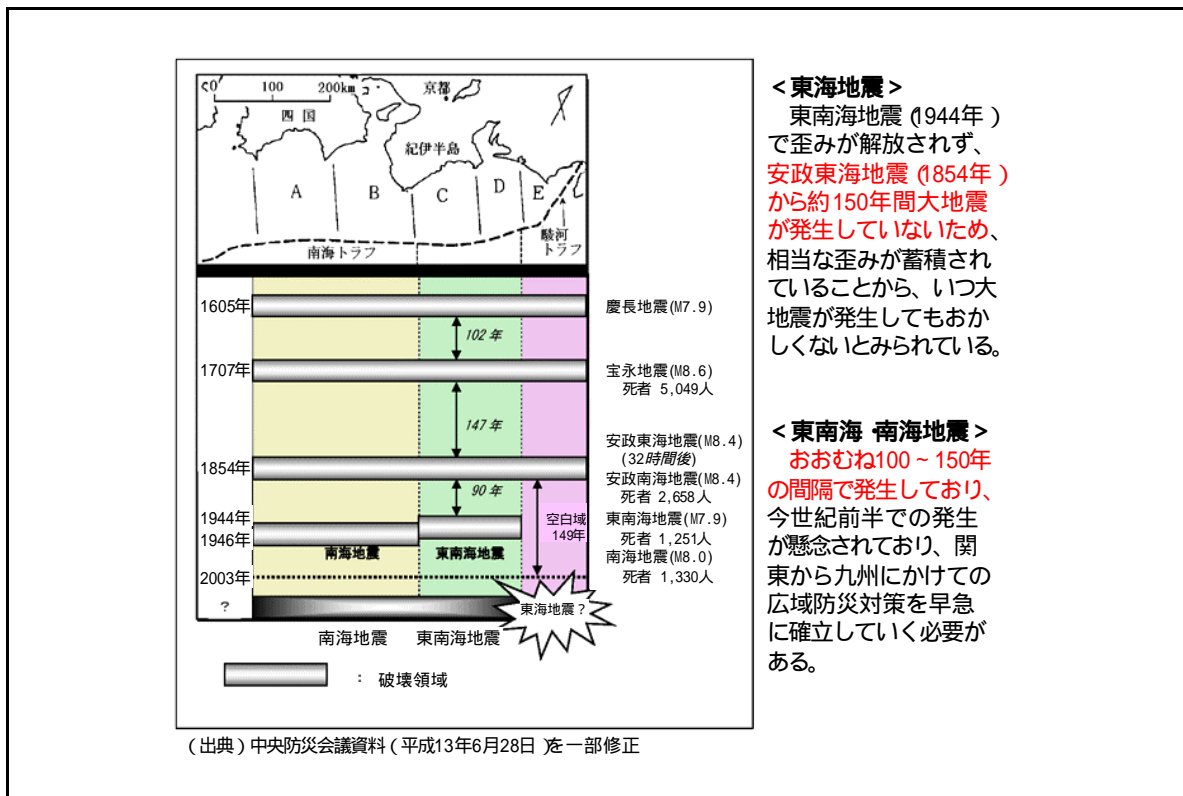 0 100 200km
京都
四国
紀伊半島
A B C D E
南海トラフ
駿河
トラフ
1605年
慶長地震(M7.9)
102年
1707年
宝永地震(M8.6)
死者 5,049人
147年
安政東海地震(M8.4)
(32時間後)
1854年
安政南海地震(M8.4)
死者 2,658人
90年
1944年
1946年
空白域
149年
東南海地震(M7.9)
死者 1,251人
南海地震
東南海地震
南海地震(M8.0)
死者 1,330人
2003年
?
東海地震?
南海地震 東南海地震
: 破壊領域
(出典)中央防災会議資料(平成13年6月28日)を一部修正
<東海地震>
東南海地震(1944年)
で歪みが解放されず、
安政東海地震(1854年)
から約150年間大地震
が発生していないため、
相当な歪みが蓄積され
ていることから、いつ大
地震が発生してもおか
しくないとみられている。
<東南海・南海地震>
おおむね100~150年
の間隔で発生しており、
今世紀前半での発生
が懸念されており、関
東から九州にかけての
広域防災対策を早急
に確立していく必要が
ある。